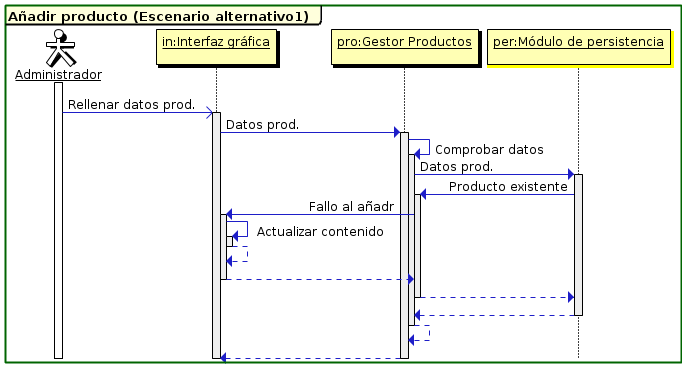 Añadir producto (Escenario alternativo1)
Administrador
in:Interfaz gráfica
pro:Gestor Productos
per:Módulo de persistencia
Rellenar datos prod.
Datos prod.
Comprobar datos
Datos prod.
Producto existente
Fallo al añadr
Actualizar contenido